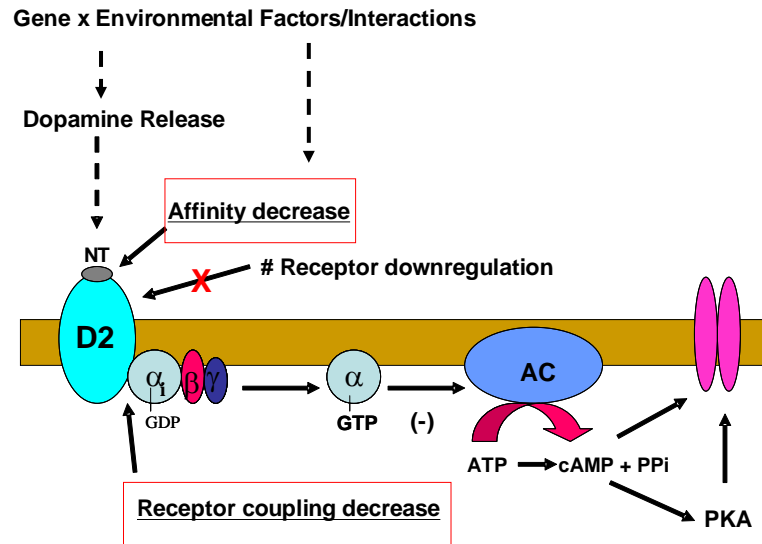 Gene x Environmental Factors/Interactions
Dopamine Release
Affinity decrease
NT
# Receptor downregulation
X
D2
αi
β
γ
GDP
α
GTP
(-)
AC
ATP
cAMP + PPi
Receptor coupling decrease
PKA